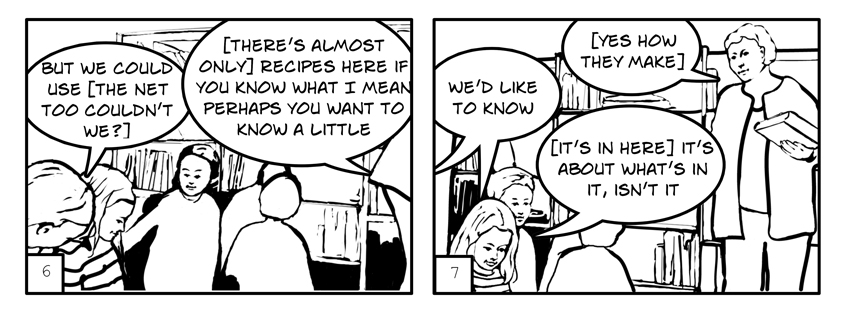 BUT WE COULD
USE [THE NET
TOO COULDN'T
WE?]
[THERE'S ALMOST
ONLY] RECIPES HERE IF
YOU KNOW WHAT I MEAN
PERHAPS YOU WANT TO
KNOW A LITTLE
6
WE'D LIKE
TO KNOW
[YES HOW
THEY MAKE]
[IT'S IN HERE] IT'S
ABOUT WHAT'S IN
IT, ISN'T IT
7